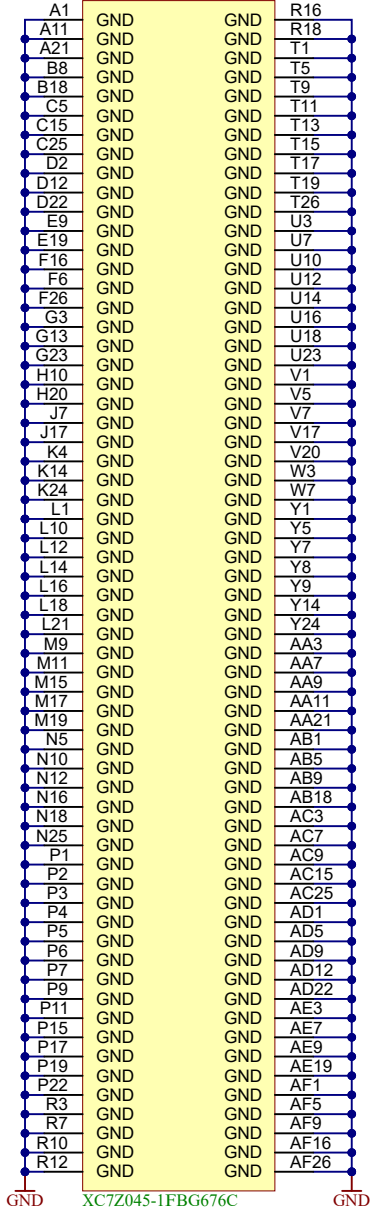 A1 GND GND R16
A11 GND GND R18
A21 GND GND T1
B8 GND GND T5
B18 GND GND T9
C5 GND GND T11
C15 GND GND T13
C25 GND GND T15
D2 GND GND T17
D12 GND GND T19
D22 GND GND T26
E9 GND GND U3
E19 GND GND U7
F16 GND GND U10
F6 GND GND U12
F26 GND GND U14
G3 GND GND U16
G13 GND GND U18
G23 GND GND U23
H10 GND GND V1
H20 GND GND V5
J7 GND GND V7
J17 GND GND V17
K4 GND GND V20
K14 GND GND W3
K24 GND GND W7
L1 GND GND Y1
L10 GND GND Y5
L12 GND GND Y7
L14 GND GND Y8
L16 GND GND Y9
L18 GND GND Y14
L21 GND GND Y24
M9 GND GND AA3
M11 GND GND AA7
M15 GND GND AA9
M17 GND GND AA11
M19 GND GND AA21
N5 GND GND AB1
N10 GND GND AB5
N12 GND GND AB9
N16 GND GND AB18
N18 GND GND AC3
N25 GND GND AC7
P1 GND GND AC9
P2 GND GND AC15
P3 GND GND AC25
P4 GND GND AD1
P5 GND GND AD5
P6 GND GND AD9
P7 GND GND AD12
P9 GND GND AD22
P11 GND GND AE3
P15 GND GND AE7
P17 GND GND AE9
P19 GND GND AE19
P22 GND GND AF1
R3 GND GND AF5
R7 GND GND AF9
R10 GND GND AF16
R12 GND GND AF26
GND XC7Z045-1FBG676C GND